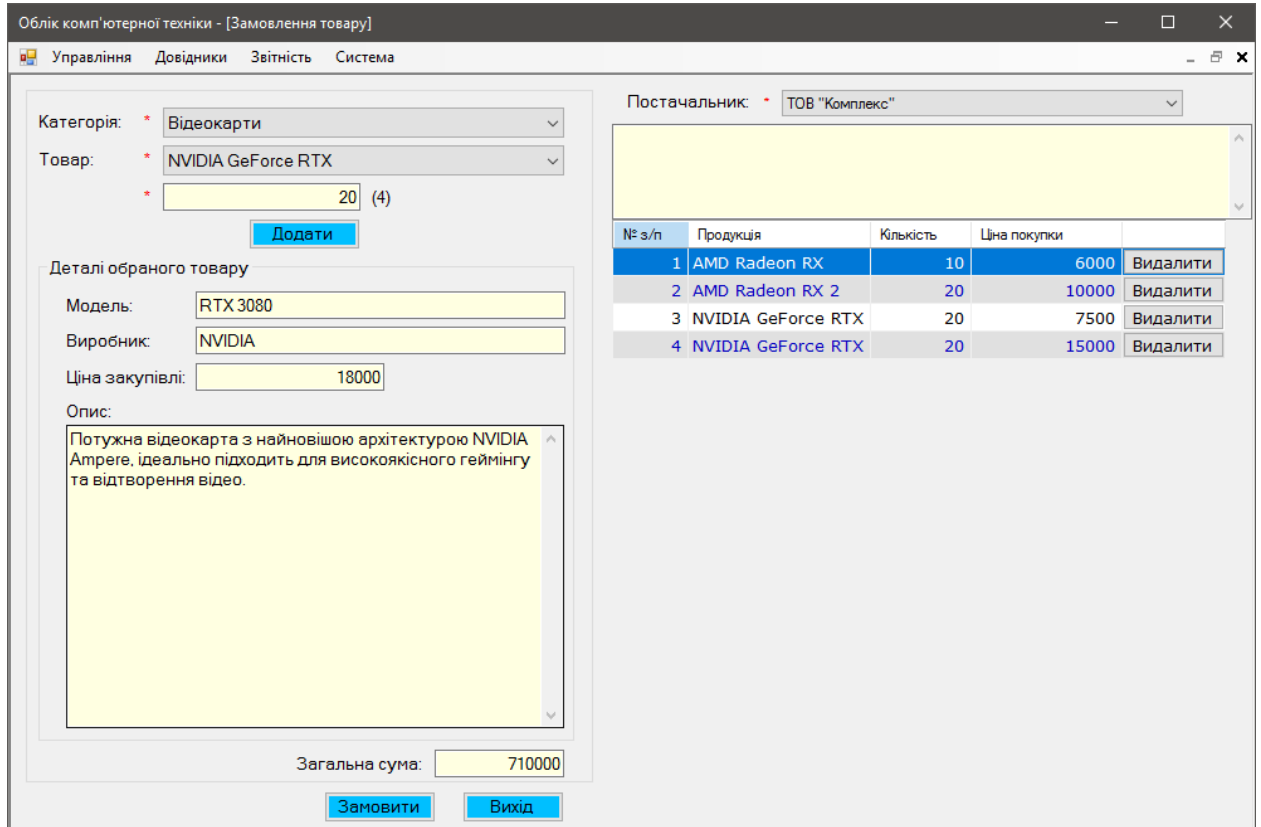 Облік комп'ютерної техніки - [Замовлення товару]
Управління Довідники Звітність Система
Категорія: * Відеокарти
Товар: * NVIDIA GeForce RTX
* 20 (4)
Додати
Деталі обраного товару
Модель: RTX 3080
Виробник: NVIDIA
Ціна закупівлі: 18000
Опис:
Потужна відеокарта з найновішою архітектурою NVIDIA
Ampere, ідеально підходить для високоякісного геймінгу
та відтворення відео.
Загальна сума: 710000
Замовити Вихід
Постачальник: * ТОВ "Комплекс"
№ з/п Продукція Кількість Ціна покупки
1 AMD Radeon RX 10 6000 Видалити
2 AMD Radeon RX 2 20 10000 Видалити
3 NVIDIA GeForce RTX 20 7500 Видалити
4 NVIDIA GeForce RTX 20 15000 Видалити